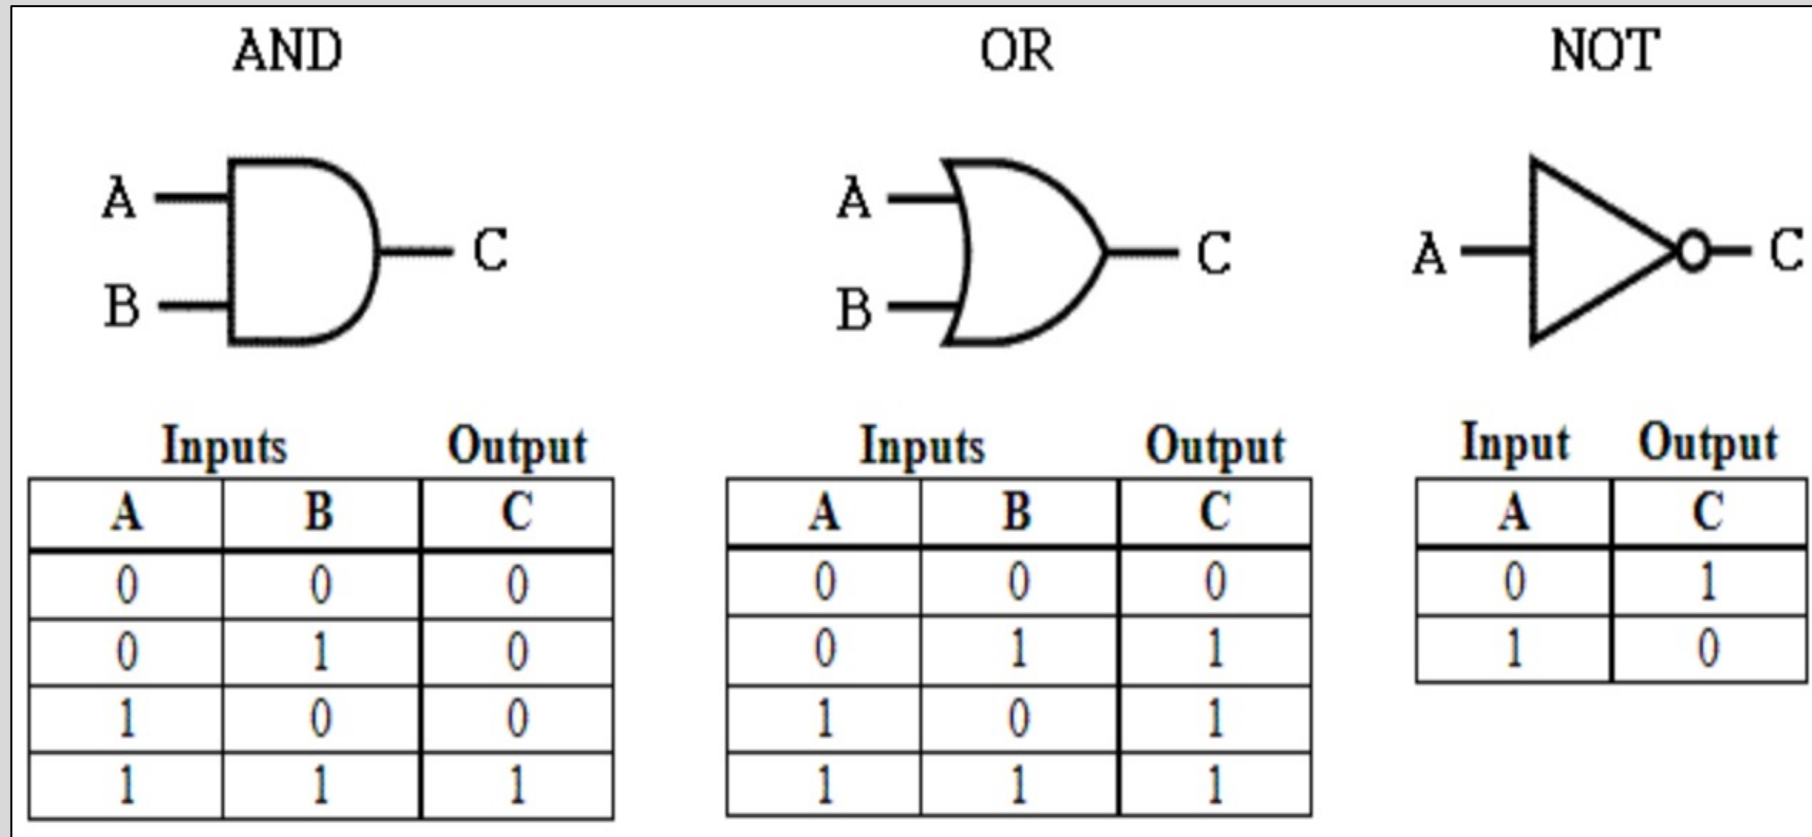 AND OR NOT
A A
B C B C A C
Inputs Output Inputs Output Input Output
A B C A B C A C
0 0 0 0 0 0 0 1
0 1 0 0 1 1 1 0
1 0 0 1 0 1
1 1 1 1 1 1